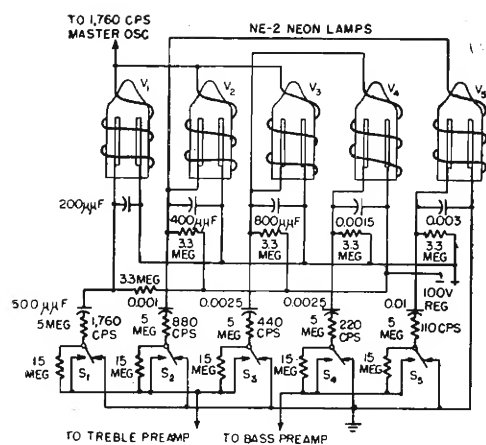 TO 1,760 CPS
MASTER OSC
NE-2 NEON LAMPS
V1 V2 V3 V4 V5
200μμF 400μμF 800μμF 0.0015 0.003
3.3 MEG 3.3 MEG 3.3 MEG 3.3 MEG
3.3 MEG
100V
REG
500μμF 0.001 0.0025 0.0025 0.01
5 MEG 1,760 CPS 5 MEG 880 CPS 5 MEG 440 CPS 5 MEG 220 CPS 5 MEG 110 CPS
15 MEG S1 15 MEG S2 15 MEG S3 15 MEG S4 15 MEG S5
TO TREBLE PREAMP TO BASS PREAMP